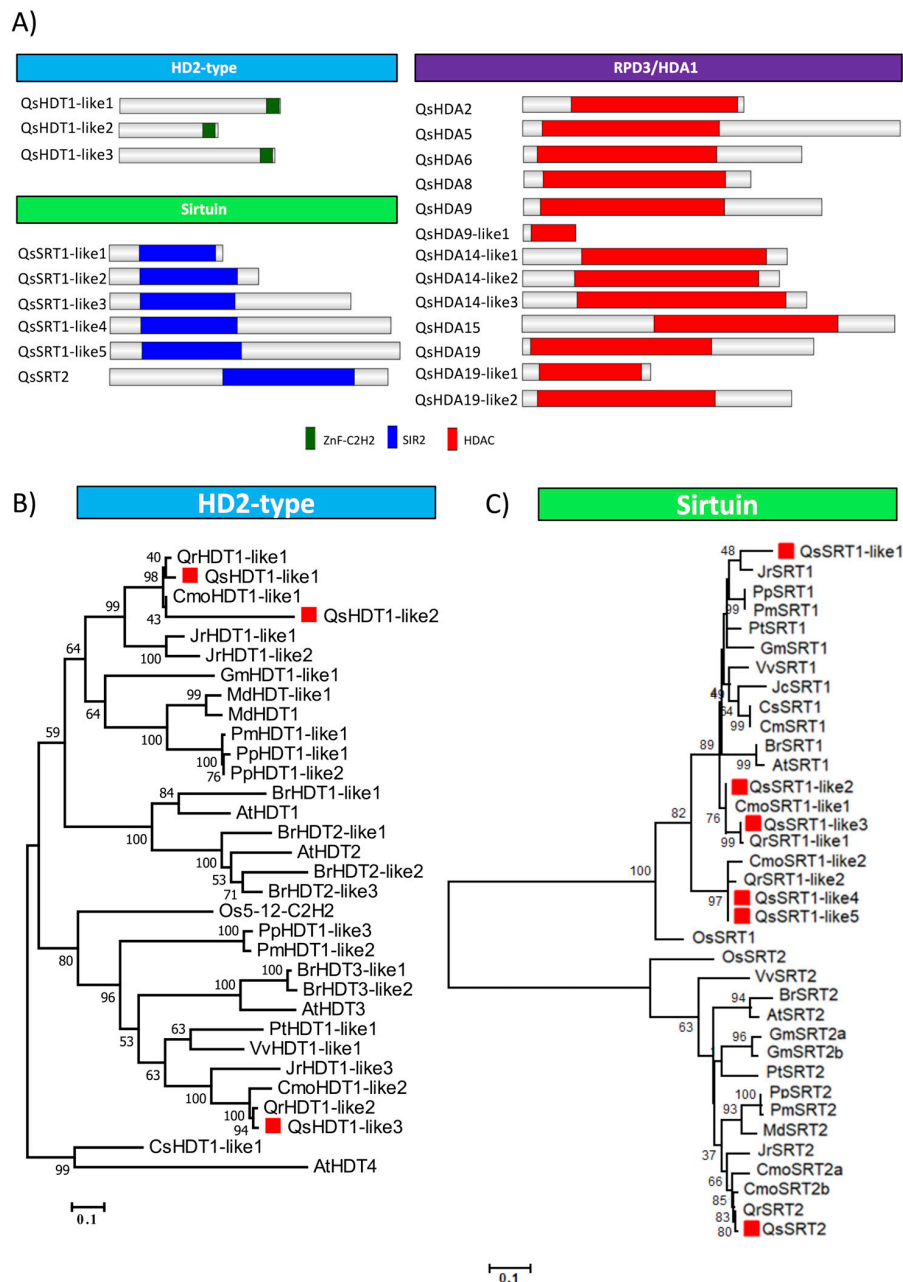 A)
HD2-type
QsHDT1-like1
QsHDT1-like2
QsHDT1-like3
Sirtuin
QsSRT1-like1
QsSRT1-like2
QsSRT1-like3
QsSRT1-like4
QsSRT1-like5
QsSRT2
RPD3/HDA1
QsHDA2
QsHDA5
QsHDA6
QsHDA8
QsHDA9
QsHDA9-like1
QsHDA14-like1
QsHDA14-like2
QsHDA14-like3
QsHDA15
QsHDA19
QsHDA19-like1
QsHDA19-like2
ZnF-C2H2 SIR2 HDAC
B)
HD2-type
40 QrHDT1-like1
98 QsHDT1-like1
CmoHDT1-like1
99
43 QsHDT1-like2
JrHDT1-like1
100 JrHDT1-like2
64
GmHDT1-like1
99 MdHDT-like1
64
MdHDT1
100
PmHDT1-like1
100 PpHDT1-like1
76 PpHDT1-like2
59
84 BrHDT1-like1
AtHDT1
100
BrHDT2-like1
100 AtHDT2
53 BrHDT2-like2
71 BrHDT2-like3
Os5-12-C2H2
80
100 PpHDT1-like3
PmHDT1-like2
96
100 BrHDT3-like1
100 BrHDT3-like2
AtHDT3
53
63 PtHDT1-like1
VvHDT1-like1
63
JrHDT1-like3
100 CmoHDT1-like2
100 QrHDT1-like2
94 QsHDT1-like3
CsHDT1-like1
99 AtHDT4
0.1
C)
Sirtuin
48 QsSRT1-like1
JrSRT1
PpSRT1
99 PmSRT1
PtSRT1
GmSRT1
VvSRT1
49 JcSRT1
64 CsSRT1
99 CmSRT1
89 BrSRT1
99 AtSRT1
QsSRT1-like2
82 CmoSRT1-like1
76 QsSRT1-like3
99 QrSRT1-like1
CmoSRT1-like2
100 QrSRT1-like2
97 QsSRT1-like4
QsSRT1-like5
OsSRT1
OsSRT2
VvSRT2
94 BrSRT2
63 AtSRT2
96 GmSRT2a
GmSRT2b
PtSRT2
100 PpSRT2
93 PmSRT2
MdSRT2
37 JrSRT2
66 CmoSRT2a
85 CmoSRT2b
83 QrSRT2
80 QsSRT2
0.1